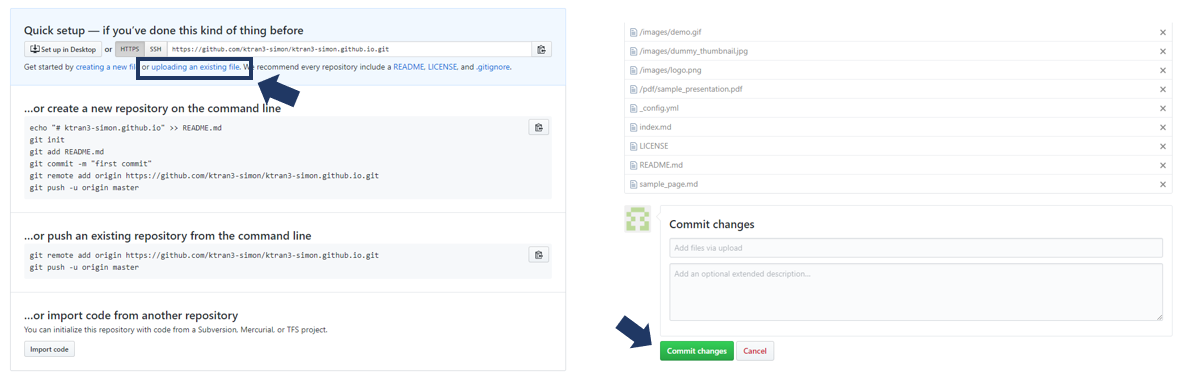 Quick setup — if you've done this kind of thing before
Set up in Desktop or HTTPS SSH https://github.com/ktran3-simon/ktran3-simon.github.io.git
Get started by creating a new file or uploading an existing file. We recommend every repository include a README, LICENSE, and .gitignore.
...or create a new repository on the command line
echo "# ktran3-simon.github.io" >> README.md
git init
git add README.md
git commit -m "first commit"
git remote add origin https://github.com/ktran3-simon/ktran3-simon.github.io.git
git push -u origin master
...or push an existing repository from the command line
git remote add origin https://github.com/ktran3-simon/ktran3-simon.github.io.git
git push -u origin master
...or import code from another repository
You can initialize this repository with code from a Subversion, Mercurial, or TFS project.
Import code
/images/demo.gif
/images/dummy_thumbnail.jpg
/images/logo.png
/pdf/sample_presentation.pdf
_config.yml
index.md
LICENSE
README.md
sample_page.md
Commit changes
Add files via upload
Add an optional extended description...
Commit changes Cancel